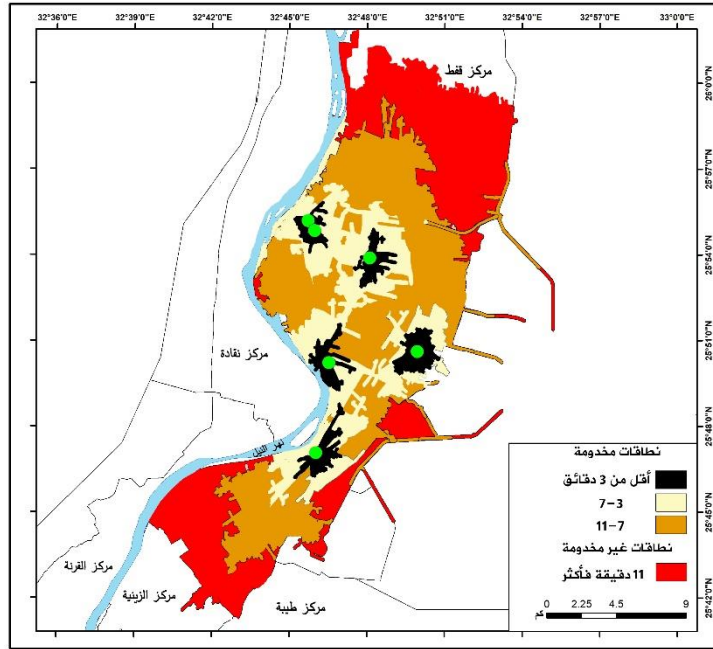 32°36'0"E 32°39'0"E 32°42'0"E 32°45'0"E 32°48'0"E 32°51'0"E 32°54'0"E 32°57'0"E 33°0'0"E
26°0'0"N
25°57'0"N
25°54'0"N
25°51'0"N
25°48'0"N
25°45'0"N
25°42'0"N
مركز قفط
مركز نقادة
نهر النيل
مركز القرنة
مركز الزينية
مركز طيبة
نطاقات مخدومة
أقل من 3 دقائق
3-7
7-11
نطاقات غير مخدومة
11 دقيقة فأكثر
0 2.25 4.5 9
كم